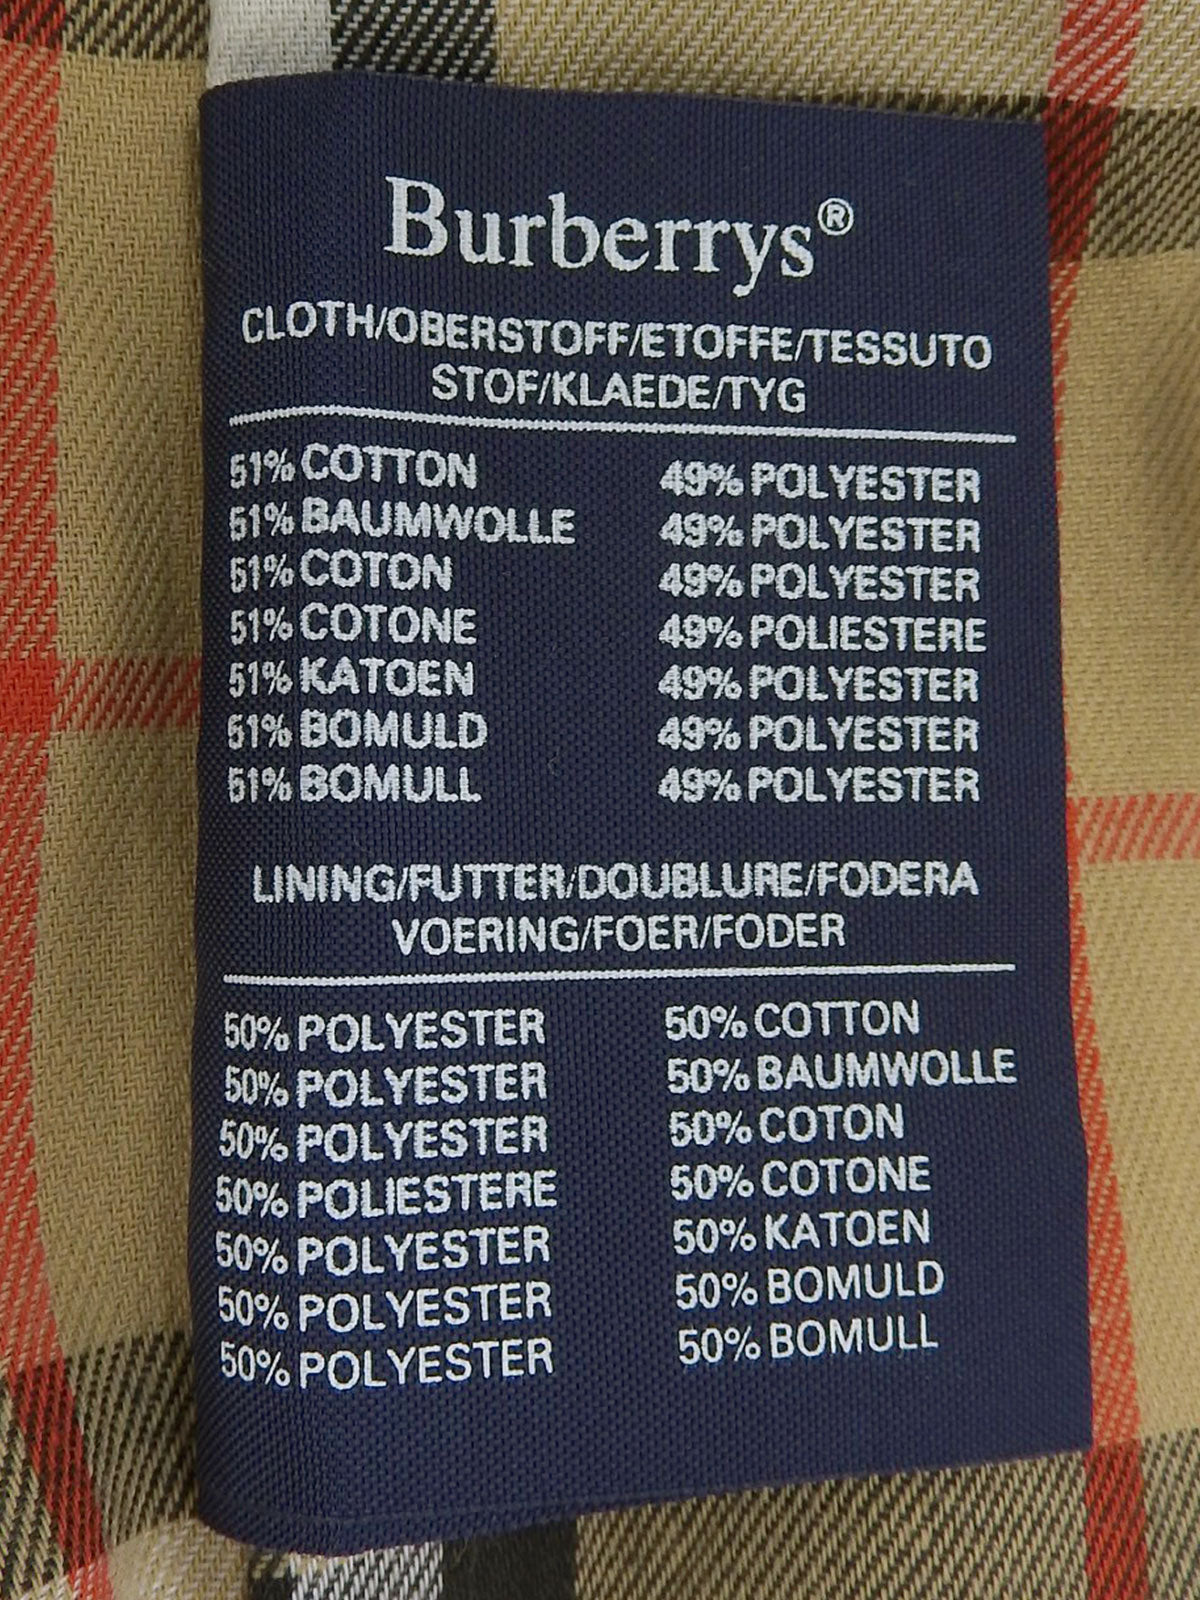 Burberrys®
CLOTH/OBERSTOFF/ETOFFE/TESSUTO
STOF/KLAEDE/TYG
51% COTTON 49% POLYESTER
51% BAUMWOLLE 49% POLYESTER
51% COTON 49% POLYESTER
51% COTONE 49% POLIESTERE
51% KATOEN 49% POLYESTER
51% BOMULD 49% POLYESTER
51% BOMULL 49% POLYESTER
LINING/FUTTER/DOUBLURE/FODERA
VOERING/FOER/FODER
50% POLYESTER 50% COTTON
50% POLYESTER 50% BAUMWOLLE
50% POLYESTER 50% COTON
50% POLIESTERE 50% COTONE
50% POLYESTER 50% KATOEN
50% POLYESTER 50% BOMULD
50% POLYESTER 50% BOMULL